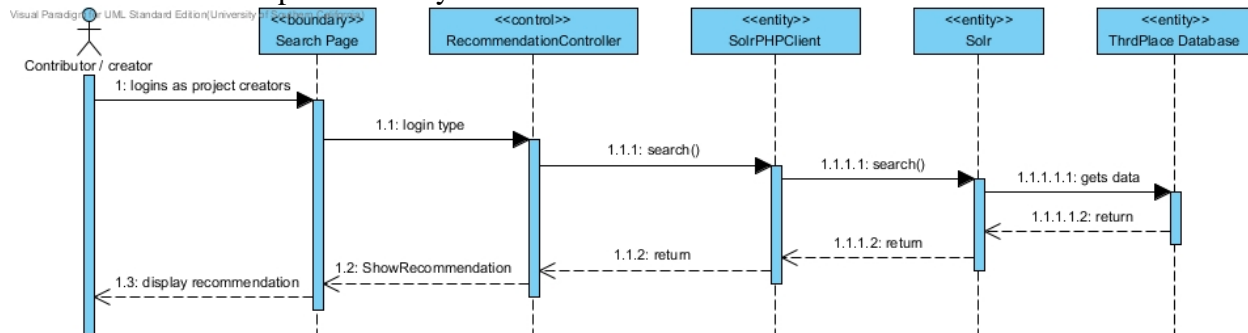 Visual Paradigm for UML Standard Edition(University of Southern California)
<<boundary>>
Search Page
<<control>>
RecommendationController
<<entity>>
SolrPHPClient
<<entity>>
Solr
<<entity>>
ThrdPlace Database
Contributor / creator
1: logins as project creators
1.1: login type
1.1.1: search()
1.1.1.1: search()
1.1.1.1.1: gets data
1.1.1.1.2: return
1.1.1.2: return
1.1.2: return
1.2: ShowRecommendation
1.3: display recommendation